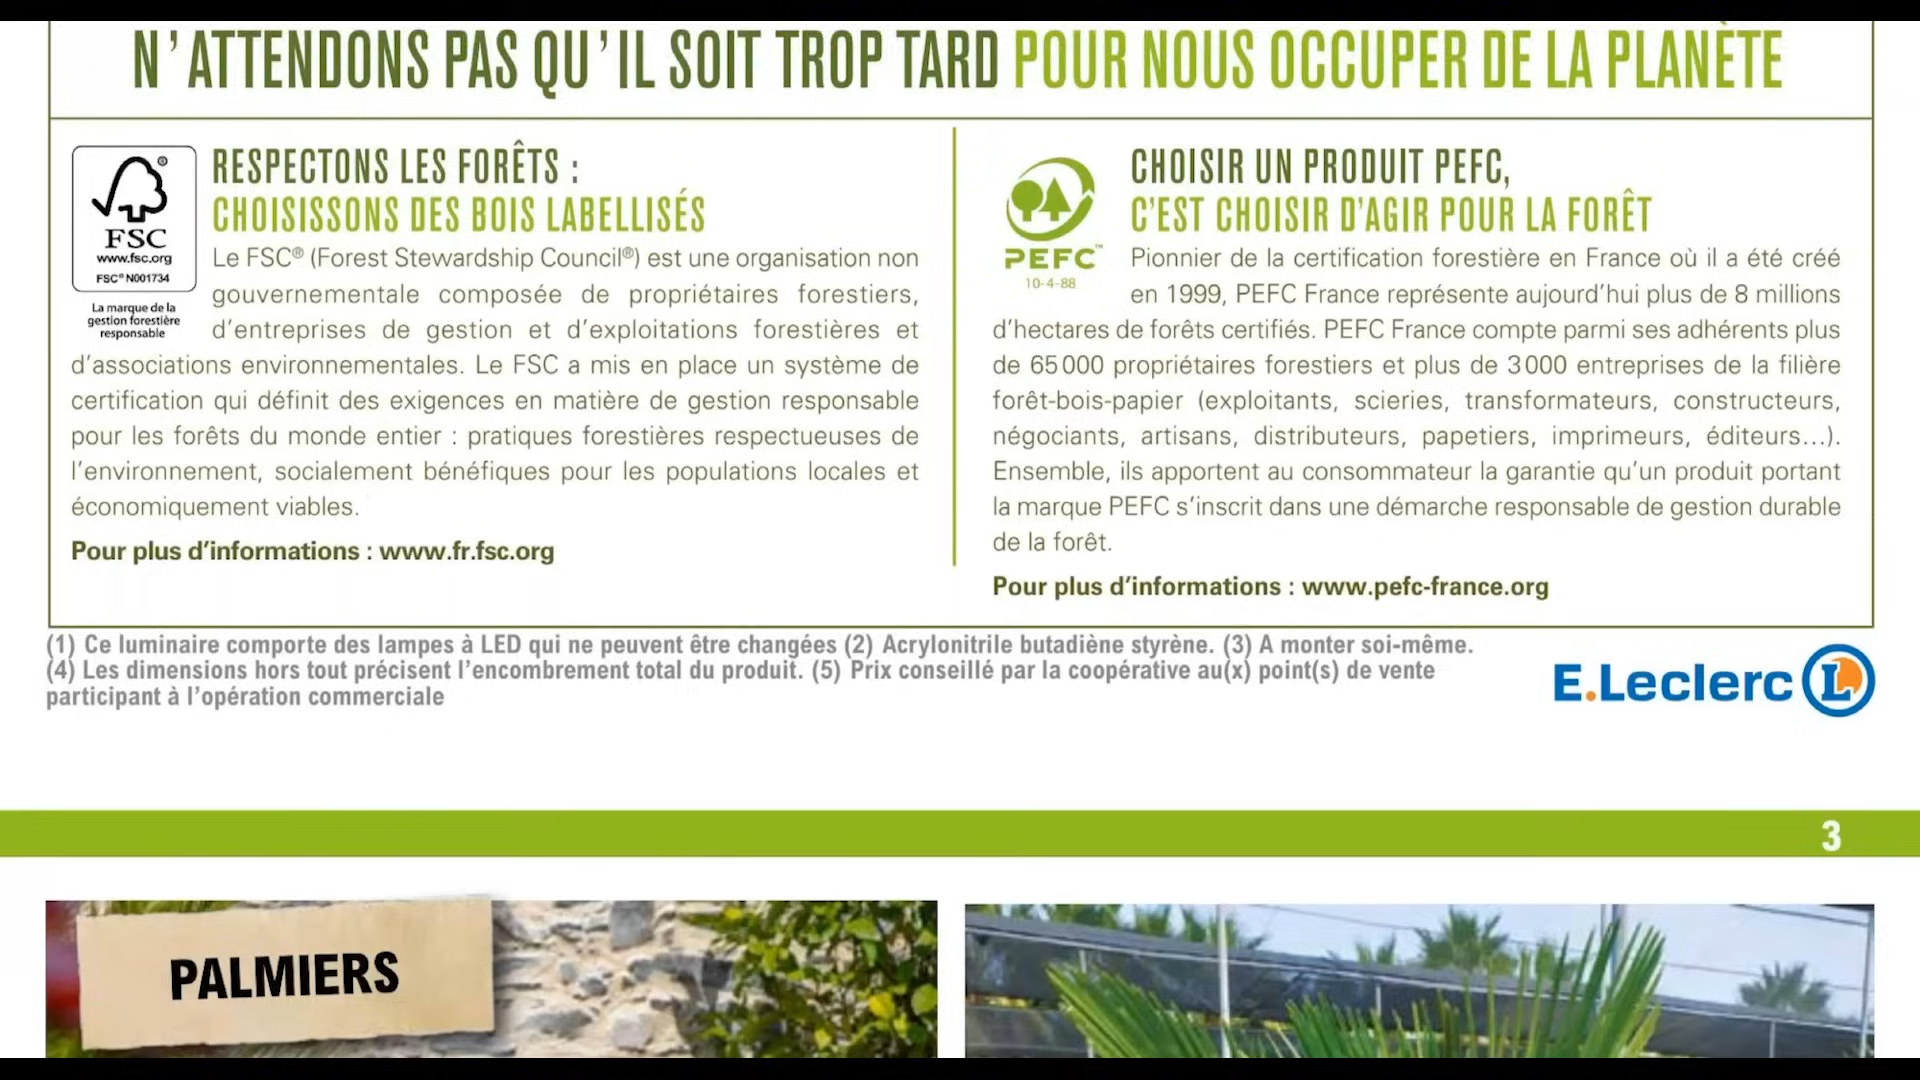 N'ATTENDONS PAS QU'IL SOIT TROP TARD POUR NOUS OCCUPER DE LA PLANÈTE
FSC
www.fsc.org
FSC® N001734
La marque de la
gestion forestière
responsable
RESPECTONS LES FORÊTS :
CHOISISSONS DES BOIS LABELLISÉS
Le FSC® (Forest Stewardship Council®) est une organisation non
gouvernementale composée de propriétaires forestiers,
d'entreprises de gestion et d'exploitations forestières et
d'associations environnementales. Le FSC a mis en place un système de
certification qui définit des exigences en matière de gestion responsable
pour les forêts du monde entier : pratiques forestières respectueuses de
l'environnement, socialement bénéfiques pour les populations locales et
économiquement viables.
Pour plus d'informations : www.fr.fsc.org
PEFC™
10-4-88
CHOISIR UN PRODUIT PEFC,
C'EST CHOISIR D'AGIR POUR LA FORÊT
Pionnier de la certification forestière en France où il a été créé
en 1999, PEFC France représente aujourd'hui plus de 8 millions
d'hectares de forêts certifiés. PEFC France compte parmi ses adhérents plus
de 65 000 propriétaires forestiers et plus de 3 000 entreprises de la filière
forêt-bois-papier (exploitants, scieries, transformateurs, constructeurs,
négociants, artisans, distributeurs, papetiers, imprimeurs, éditeurs...).
Ensemble, ils apportent au consommateur la garantie qu'un produit portant
la marque PEFC s'inscrit dans une démarche responsable de gestion durable
de la forêt.
Pour plus d'informations : www.pefc-france.org
(1) Ce luminaire comporte des lampes à LED qui ne peuvent être changées (2) Acrylonitrile butadiène styrène. (3) A monter soi-même.
(4) Les dimensions hors tout précisent l'encombrement total du produit. (5) Prix conseillé par la coopérative au(x) point(s) de vente
participant à l'opération commerciale
E.Leclerc L
3
PALMIERS